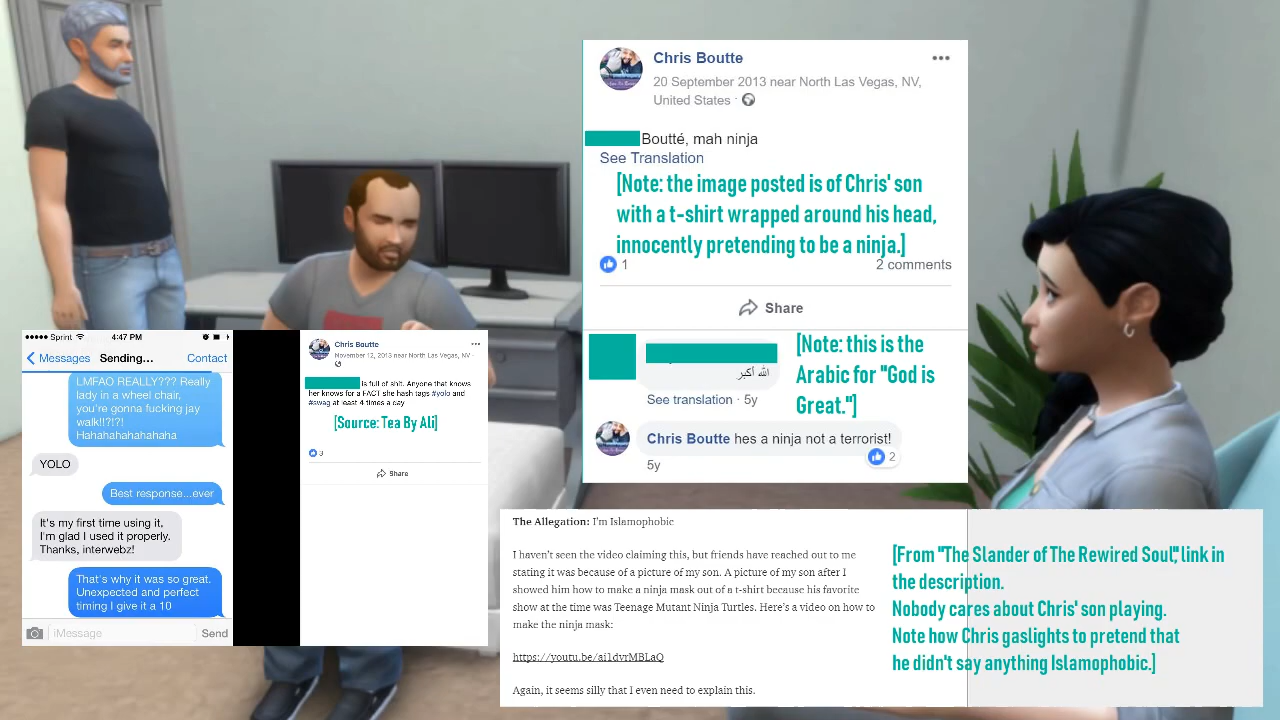 Chris Boutte
20 September 2013 near North Las Vegas, NV,
United States ·
Boutté, mah ninja
See Translation
[Note: the image posted is of Chris' son
with a t-shirt wrapped around his head,
innocently pretending to be a ninja.]
1
2 comments
Share
الله أكبر
See translation · 5y
[Note: this is the
Arabic for "God is
Great."]
Chris Boutte hes a ninja not a terrorist!
2
5y
Sprint 4:47 PM
Messages Sending... Contact
LMFAO REALLY??? Really
lady in a wheel chair,
you're gonna fucking jay
walk!!?!?!
Hahahahahahahaha
YOLO
Best response...ever
It's my first time using it,
I'm glad I used it properly.
Thanks, interwebz!
That's why it was so great.
Unexpected and perfect
timing I give it a 10
iMessage
Send
Chris Boutte
November 12, 2013 near North Las Vegas, NV ·
is full of shit. Anyone that knows
her knows for a FACT she hash tags #yolo and
#swag at least 4 times a day
[Source: Tea By Ali]
3
Share
The Allegation: I'm Islamophobic
I haven't seen the video claiming this, but friends have reached out to me
stating it was because of a picture of my son. A picture of my son after I
showed him how to make a ninja mask out of a t-shirt because his favorite
show at the time was Teenage Mutant Ninja Turtles. Here's a video on how to
make the ninja mask:
https://youtu.be/ai1dvrMBLaQ
Again, it seems silly that I even need to explain this.
[From "The Slander of The Rewired Soul", link in
the description.
Nobody cares about Chris' son playing.
Note how Chris gaslights to pretend that
he didn't say anything Islamophobic.]